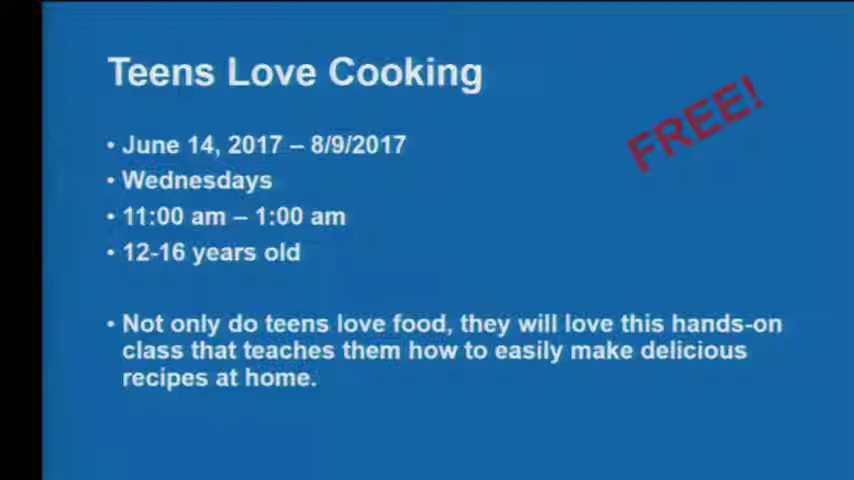 Teens Love Cooking
FREE!
• June 14, 2017 – 8/9/2017
• Wednesdays
• 11:00 am – 1:00 am
• 12-16 years old
• Not only do teens love food, they will love this hands-on
class that teaches them how to easily make delicious
recipes at home.